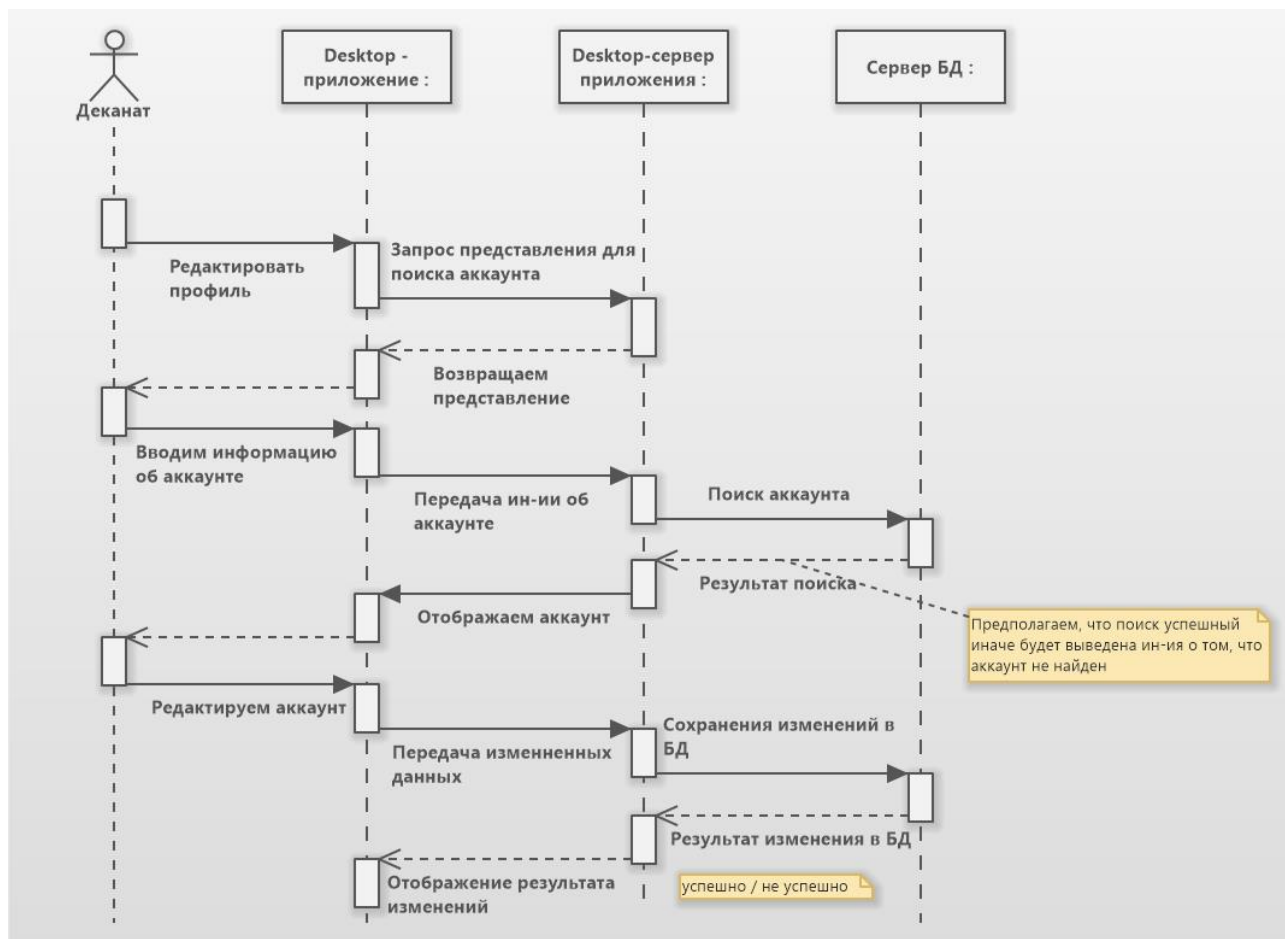 Деканат
Desktop -
приложение :
Desktop-сервер
приложения :
Сервер БД :
Редактировать
профиль
Запрос представления для
поиска аккаунта
Возвращаем
представление
Вводим информацию
об аккаунте
Передача ин-ии об
аккаунте
Поиск аккаунта
Результат поиска
Отображаем аккаунт
Предполагаем, что поиск успешный
иначе будет выведена ин-ия о том, что
аккаунт не найден
Редактируем аккаунт
Передача изменненных
данных
Сохранения изменений в
БД
Результат изменения в БД
Отображение результата
изменений
успешно / не успешно